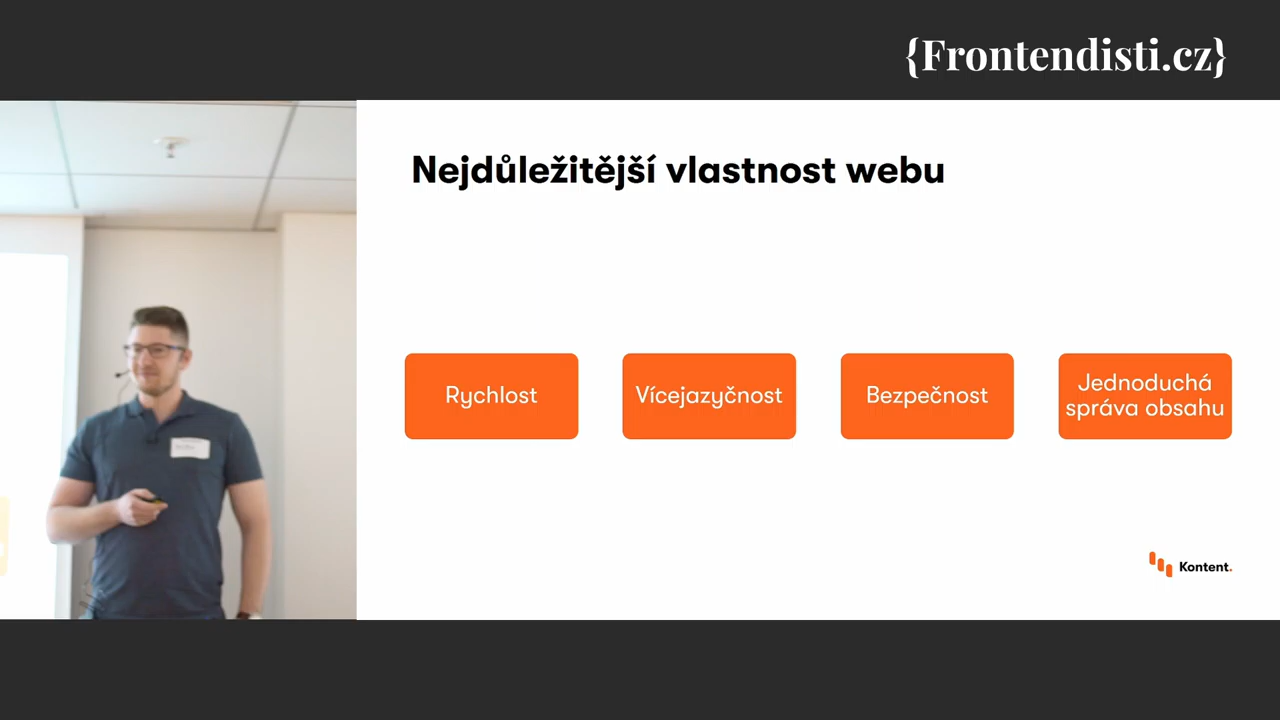 {Frontendisti.cz}
Nejdůležitější vlastnost webu
Rychlost
Vícejazyčnost
Bezpečnost
Jednoduchá
správa obsahu
Kontent.